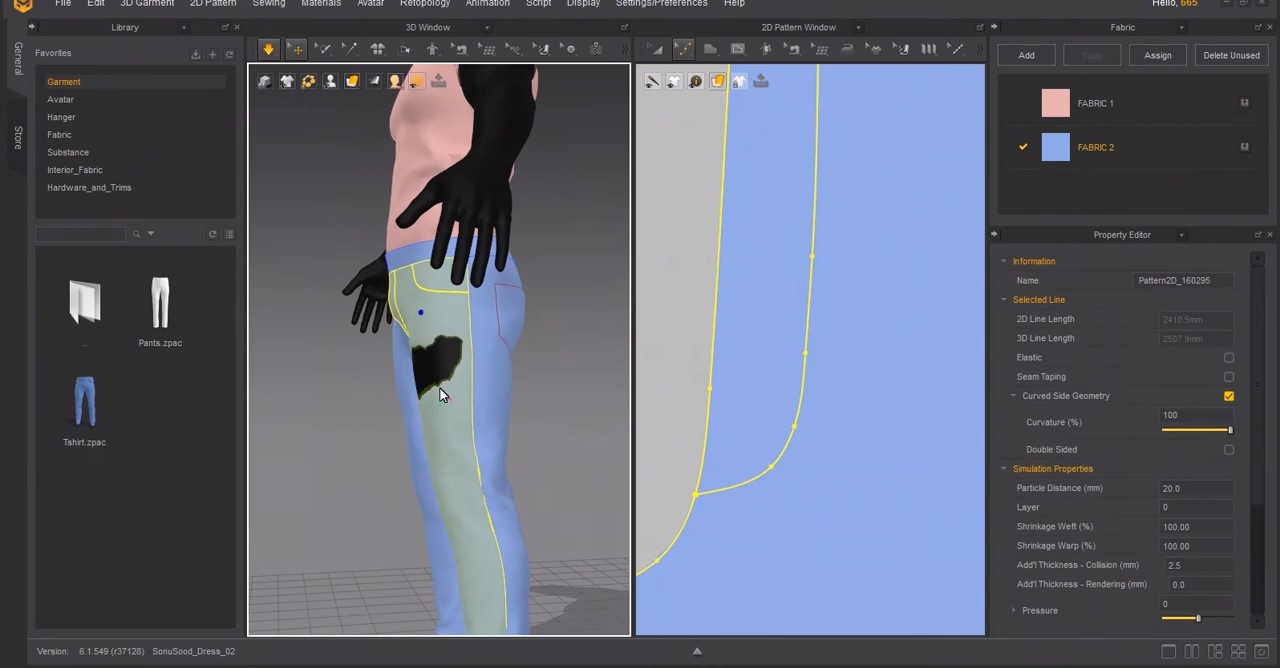 File Edit 3D Garment 2D Pattern Sewing Materials Avatar Retopology Animation Script Display Settings/Preferences Help Hello, 665
Library 3D Window 2D Pattern Window Fabric
General
Store
Favorites
Garment
Avatar
Hanger
Fabric
Substance
Interior_Fabric
Hardware_and_Trims
..
Pants.zpac
Tshirt.zpac
Add Copy Assign Delete Unused
FABRIC 1
FABRIC 2
Property Editor
Information
Name Pattern2D_160295
Selected Line
2D Line Length 2410.5mm
3D Line Length 2507.9mm
Elastic
Seam Taping
Curved Side Geometry
Curvature (%) 100
Double Sided
Simulation Properties
Particle Distance (mm) 20.0
Layer 0
Shrinkage Weft (%) 100.00
Shrinkage Warp (%) 100.00
Add'l Thickness - Collision (mm) 2.5
Add'l Thickness - Rendering (mm) 0.0
Pressure 0
Version: 6.1.549 (r37128) SonuSood_Dress_02